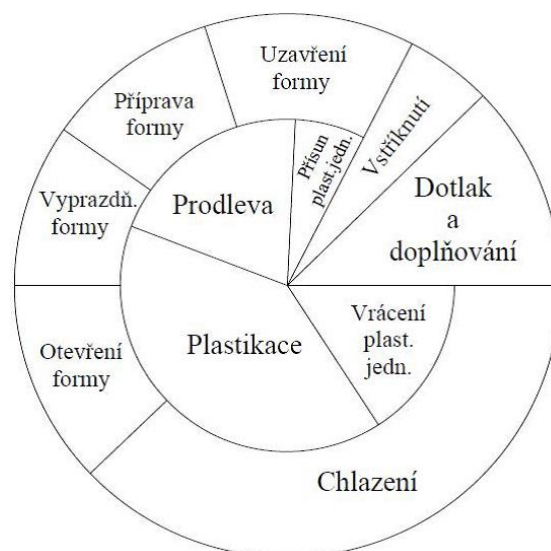 Uzavření
formy
Příprava
formy
Vyprazdň.
formy
Otevření
formy
Prodleva
Přísun
plast.jedn.
Vstříknutí
Dotlak
a
doplňování
Vrácení
plast.
jedn.
Plastikace
Chlazení